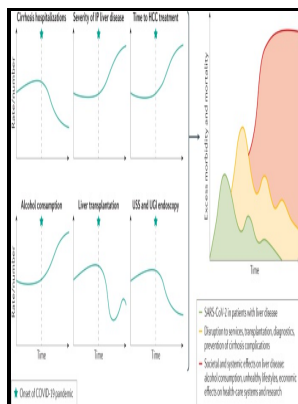 Cirrhosis hospitalizations
Severity of IP liver disease
Time to HCC treatment
Rate/number
Alcohol consumption
Liver transplantation
USS and UGI endoscopy
Rate/number
Time
Time
Time
Onset of COVID-19 pandemic
Excess morbidity and mortality
Time
SARS-CoV-2 in patients with liver disease
Disruption to services, transplantation, diagnostics,
prevention of cirrhosis complications
Societal and systemic effects on liver disease:
alcohol consumption, unhealthy lifestyles, economic
effects on health-care systems and research